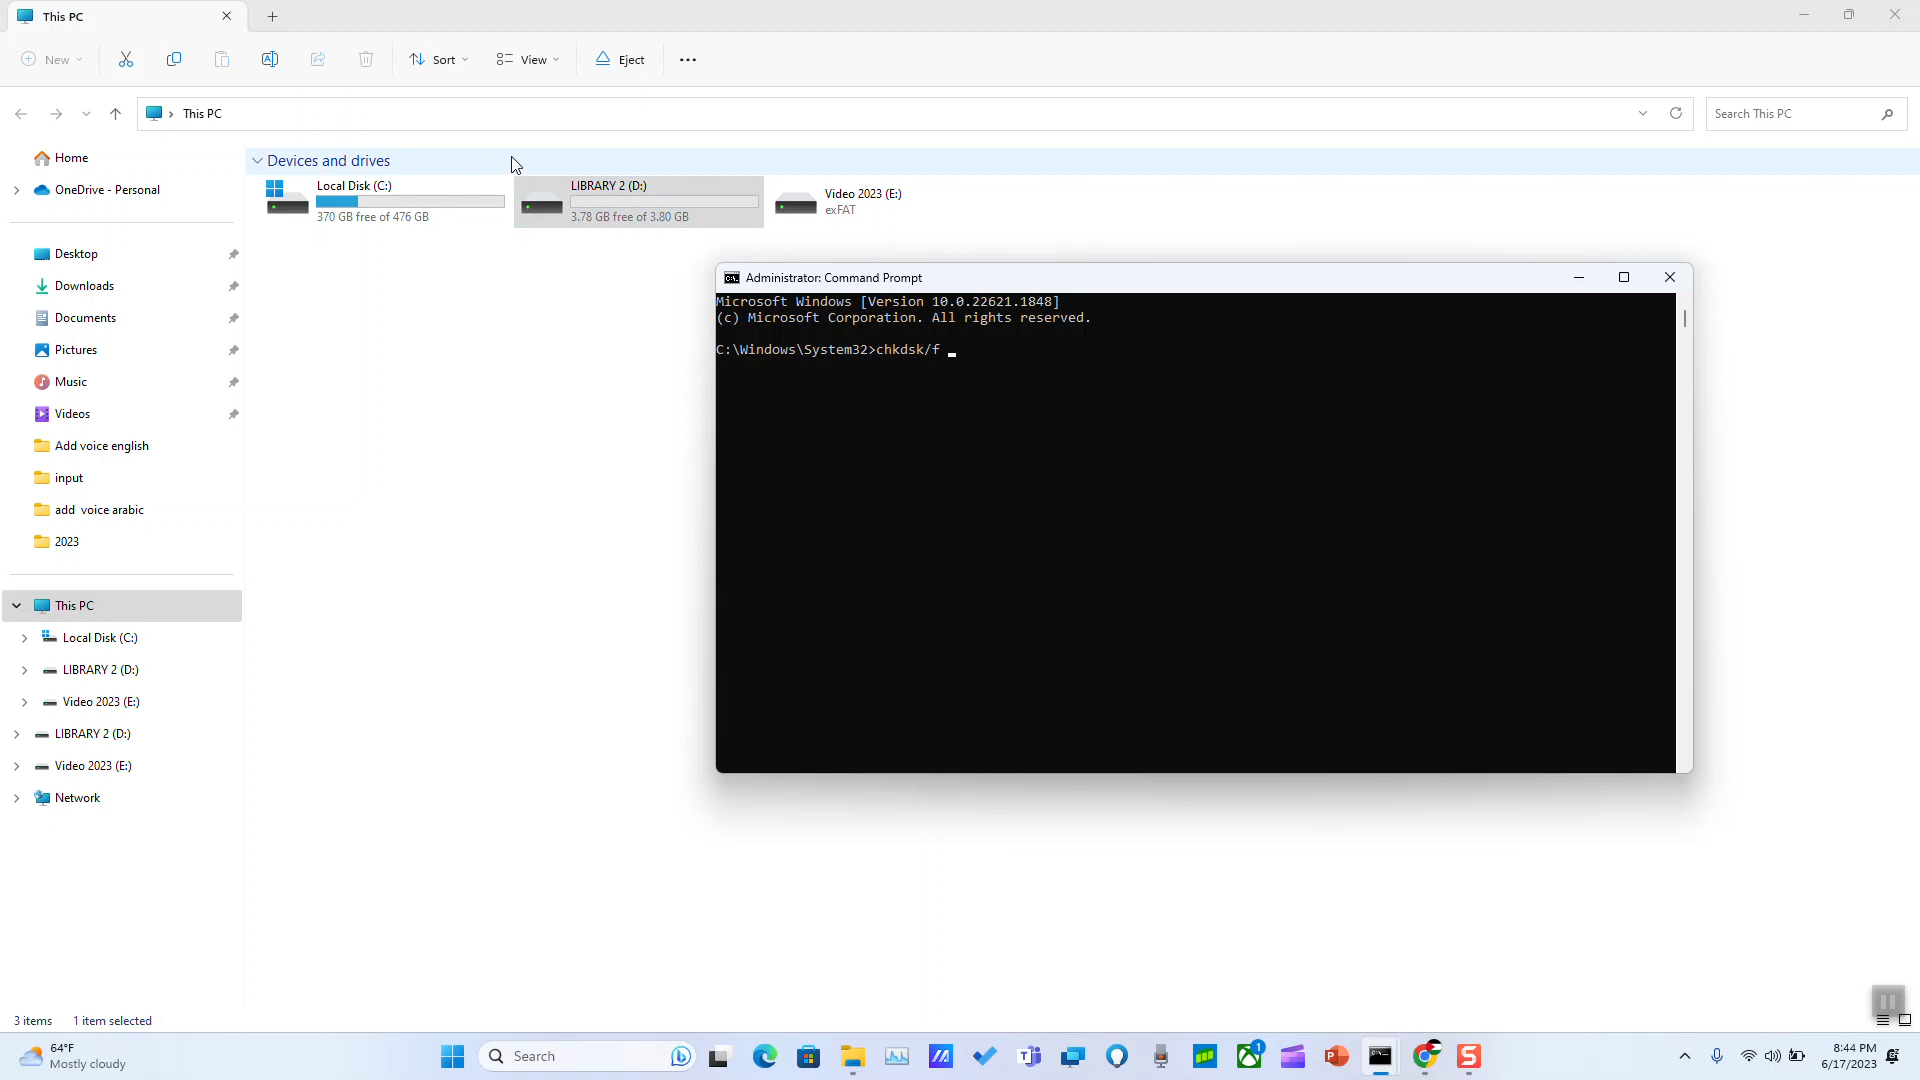 This PC
New
Sort
View
Eject
This PC
Search This PC
Home
OneDrive - Personal
Desktop
Downloads
Documents
Pictures
Music
Videos
Add voice english
input
add voice arabic
2023
This PC
Local Disk (C:)
LIBRARY 2 (D:)
Video 2023 (E:)
LIBRARY 2 (D:)
Video 2023 (E:)
Network
Devices and drives
Local Disk (C:)
370 GB free of 476 GB
LIBRARY 2 (D:)
3.78 GB free of 3.80 GB
Video 2023 (E:)
exFAT
Administrator: Command Prompt
Microsoft Windows [Version 10.0.22621.1848]
(c) Microsoft Corporation. All rights reserved.
C:\Windows\System32>chkdsk/f
3 items 1 item selected
64°F
Mostly cloudy
Search
1
8:44 PM
6/17/2023